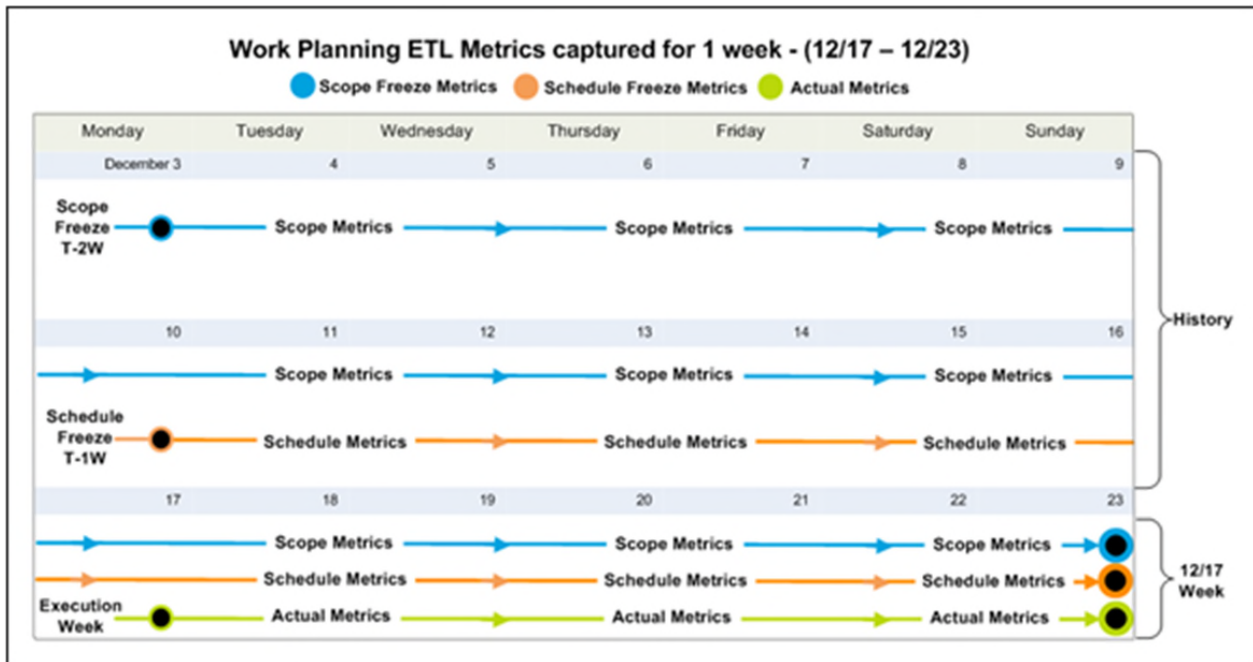 Work Planning ETL Metrics captured for 1 week - (12/17 – 12/23)
Scope Freeze Metrics Schedule Freeze Metrics Actual Metrics
Monday Tuesday Wednesday Thursday Friday Saturday Sunday
December 3 4 5 6 7 8 9
Scope
Freeze
T-2W
Scope Metrics Scope Metrics Scope Metrics
History
10 11 12 13 14 15 16
Scope Metrics Scope Metrics Scope Metrics
Schedule
Freeze
T-1W
Schedule Metrics Schedule Metrics Schedule Metrics
17 18 19 20 21 22 23
Scope Metrics Scope Metrics Scope Metrics
Schedule Metrics Schedule Metrics Schedule Metrics
12/17
Week
Execution
Week
Actual Metrics Actual Metrics Actual Metrics